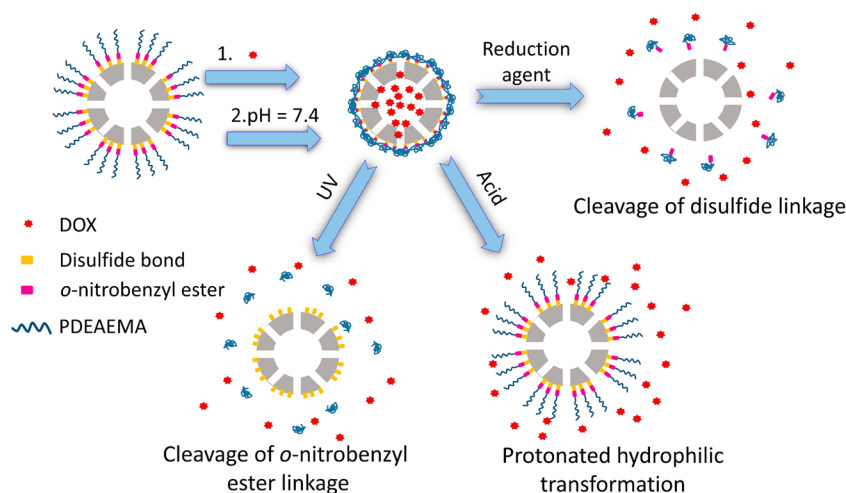 1.
2.pH = 7.4
Reduction
agent
UV
Acid
Cleavage of disulfide linkage
DOX
Disulfide bond
o-nitrobenzyl ester
PDEAEMA
Cleavage of o-nitrobenzyl
ester linkage
Protonated hydrophilic
transformation